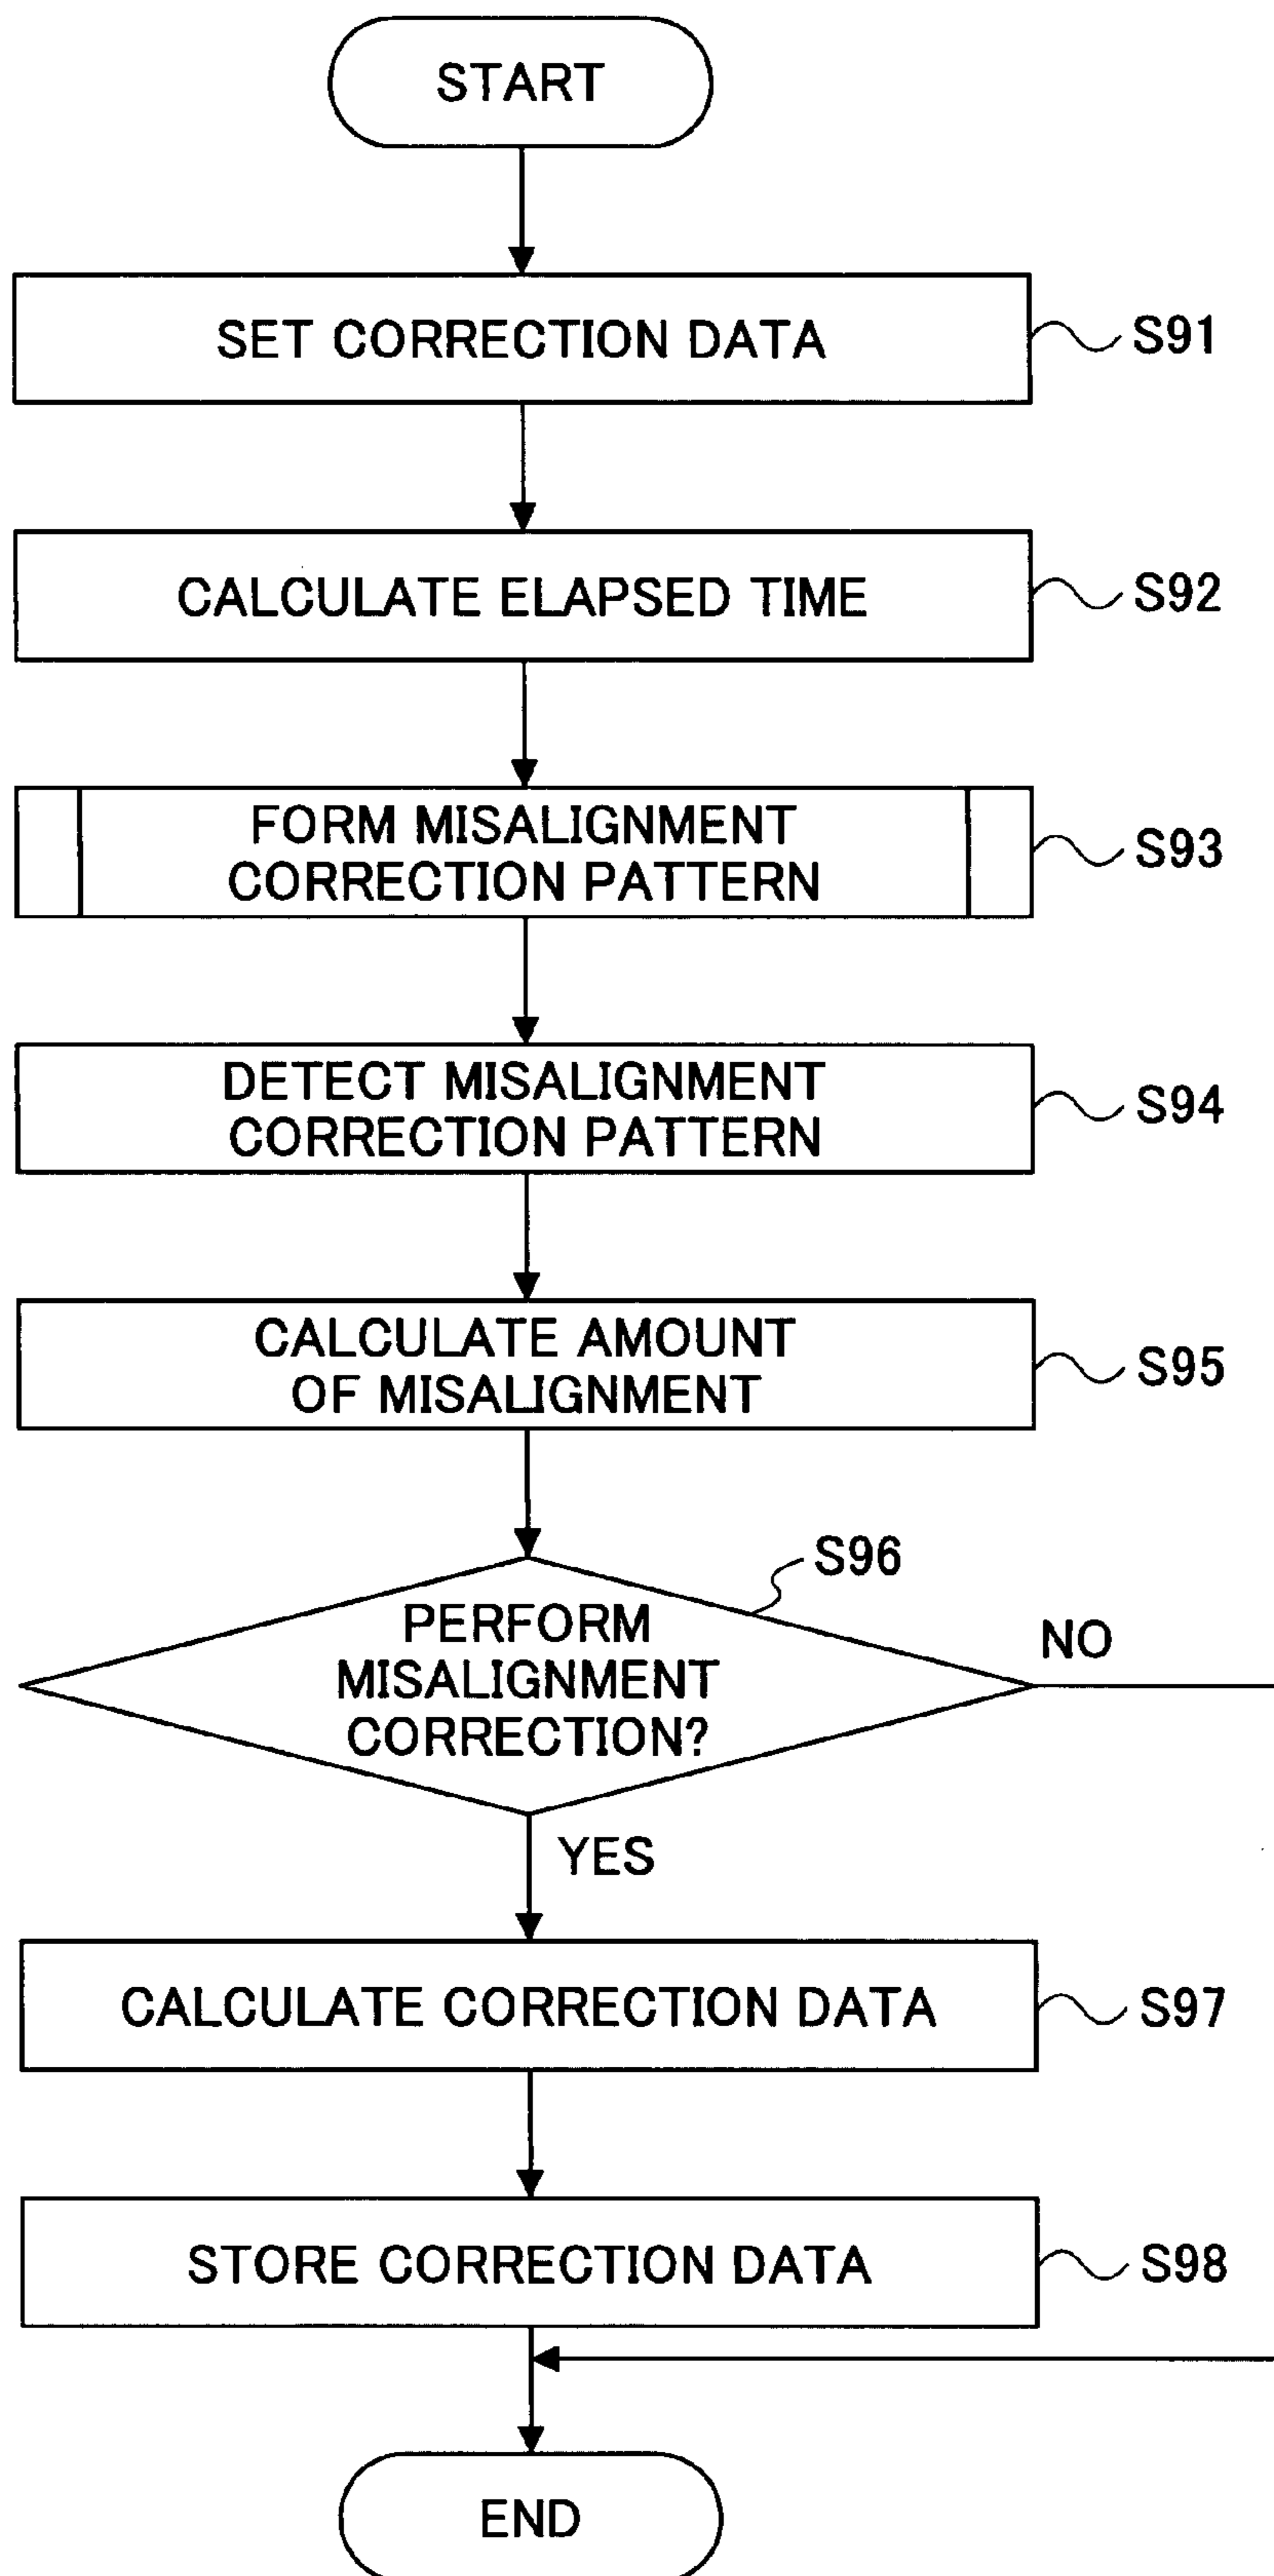 START
SET CORRECTION DATA
S91
CALCULATE ELAPSED TIME
S92
FORM MISALIGNMENT
CORRECTION PATTERN
S93
DETECT MISALIGNMENT
CORRECTION PATTERN
S94
CALCULATE AMOUNT
OF MISALIGNMENT
S95
S96
PERFORM
MISALIGNMENT
CORRECTION?
NO
YES
CALCULATE CORRECTION DATA
S97
STORE CORRECTION DATA
S98
END